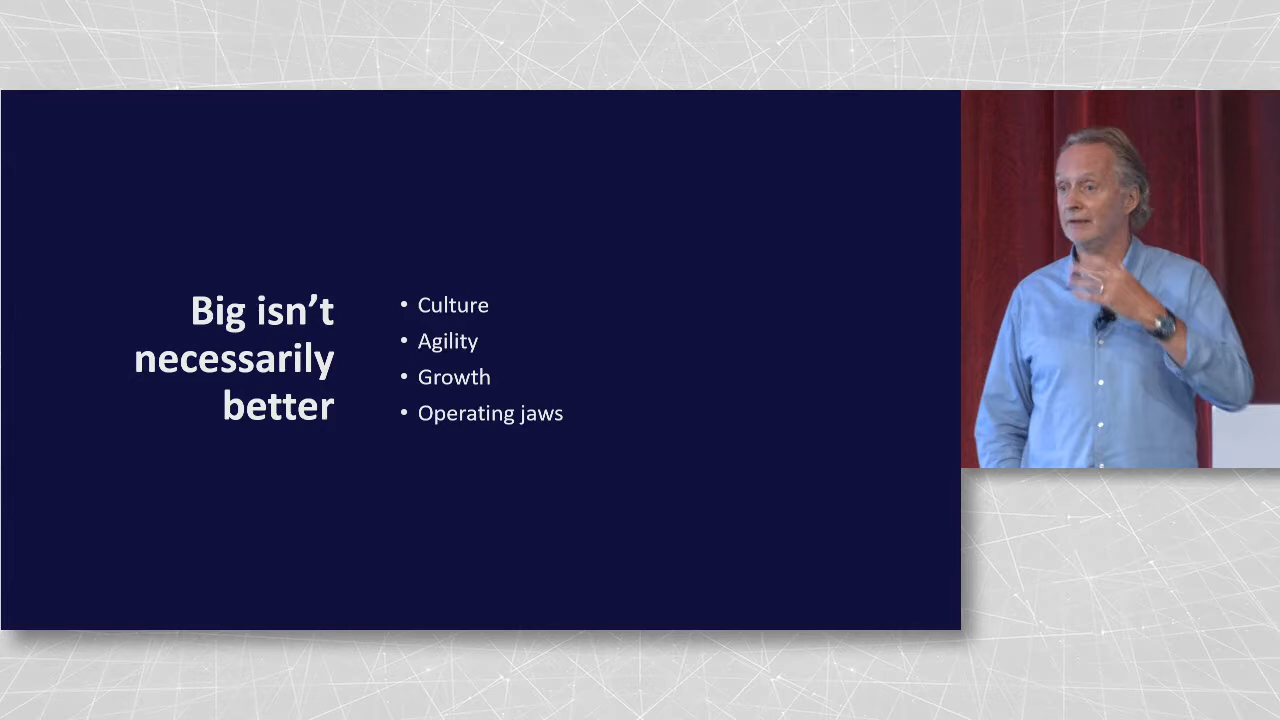 Big isn’t
necessarily
better
• Culture
• Agility
• Growth
• Operating jaws